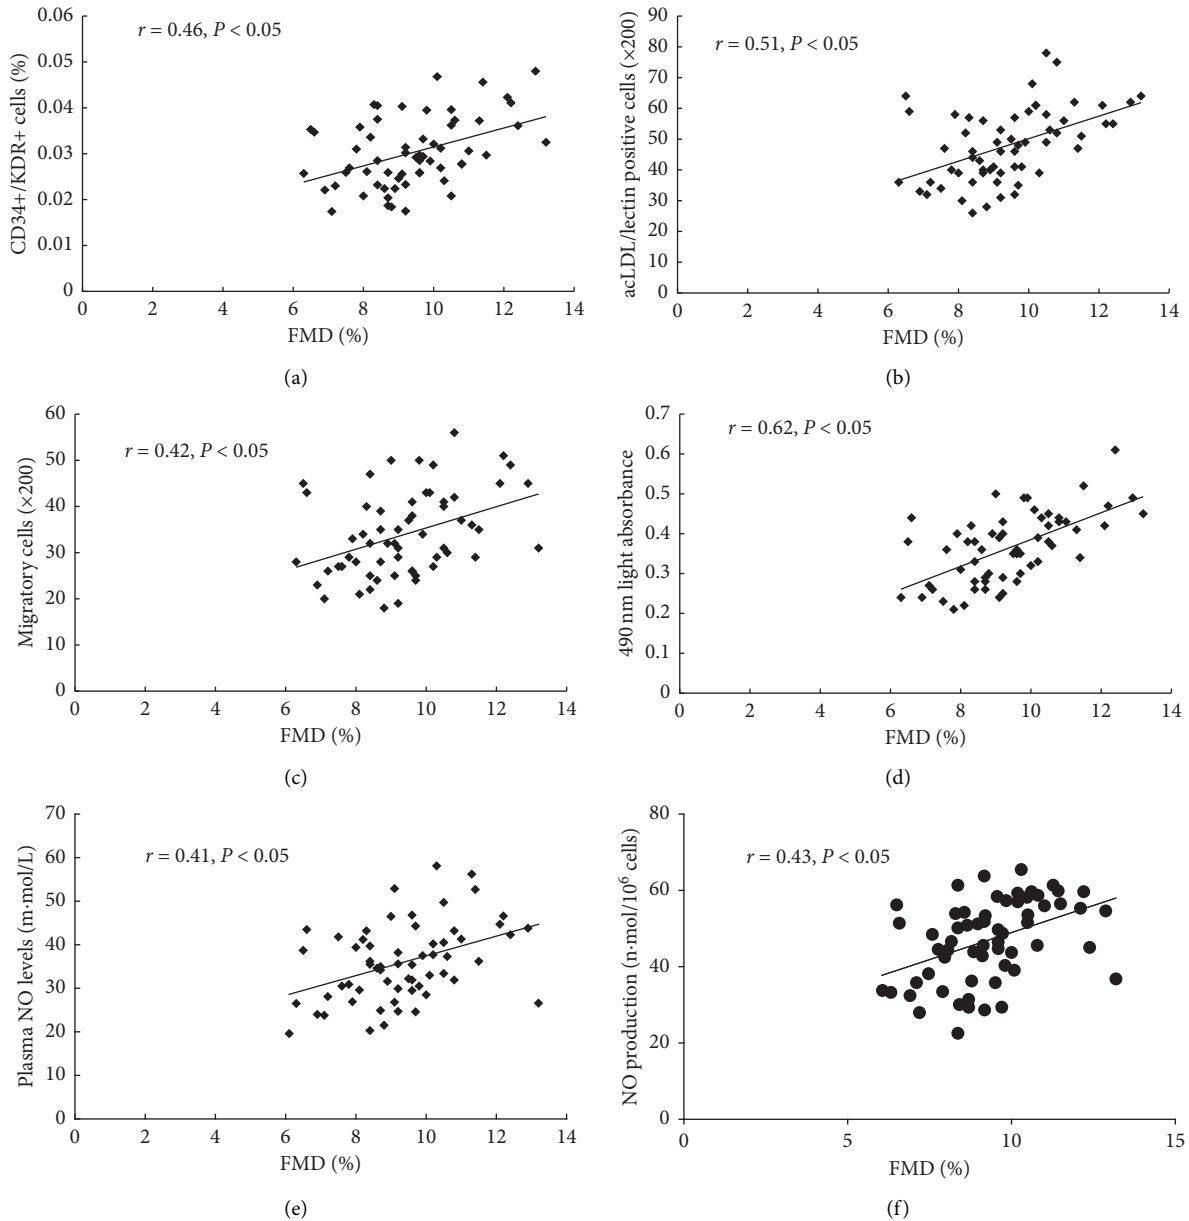 CD34+/KDR+ cells (%)
0.06
0.05
0.04
0.03
0.02
0.01
0
r = 0.46, P < 0.05
0 2 4 6 8 10 12 14
FMD (%)
(a)
acLDL/lectin positive cells (×200)
90
80
70
60
50
40
30
20
10
0
r = 0.51, P < 0.05
0 2 4 6 8 10 12 14
FMD (%)
(b)
Migratory cells (×200)
60
50
40
30
20
10
0
r = 0.42, P < 0.05
0 2 4 6 8 10 12 14
FMD (%)
(c)
490 nm light absorbance
0.7
0.6
0.5
0.4
0.3
0.2
0.1
0
r = 0.62, P < 0.05
0 2 4 6 8 10 12 14
FMD (%)
(d)
Plasma NO levels (m·mol/L)
70
60
50
40
30
20
10
0
r = 0.41, P < 0.05
0 2 4 6 8 10 12 14
FMD (%)
(e)
NO production (n·mol/10⁶ cells)
80
60
40
20
0
r = 0.43, P < 0.05
0 5 10 15
FMD (%)
(f)